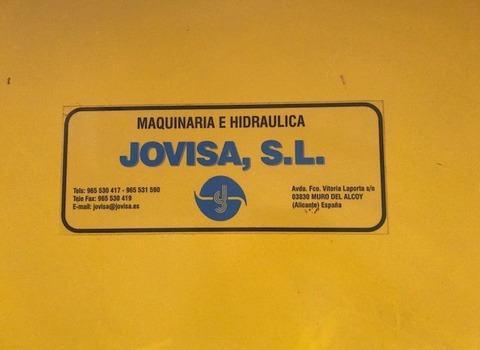 MAQUINARIA E HIDRAULICA
JOVISA, S.L.
Tels: 965 530 417 - 965 531 590
Tele Fax: 965 530 419
E-mail: jovisa@jovisa.es
Avda. Fco. Vitoria Laporta s/n
03830 MURO DEL ALCOY
(Alicante) España